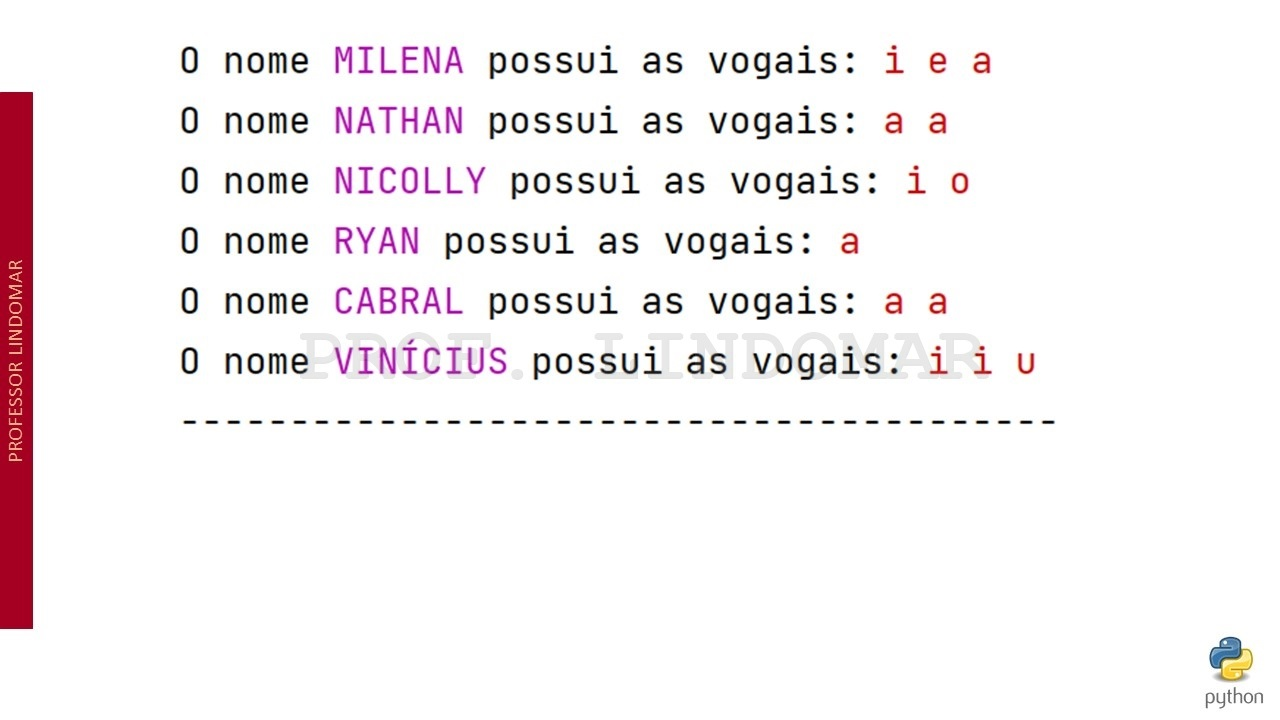 O nome MILENA possui as vogais: i e a
O nome NATHAN possui as vogais: a a
O nome NICOLLY possui as vogais: i o
O nome RYAN possui as vogais: a
O nome CABRAL possui as vogais: a a
O nome VINÍCIUS possui as vogais: i i u
PROF. LINDOMAR
----------------------------------------
PROFESSOR LINDOMAR
python